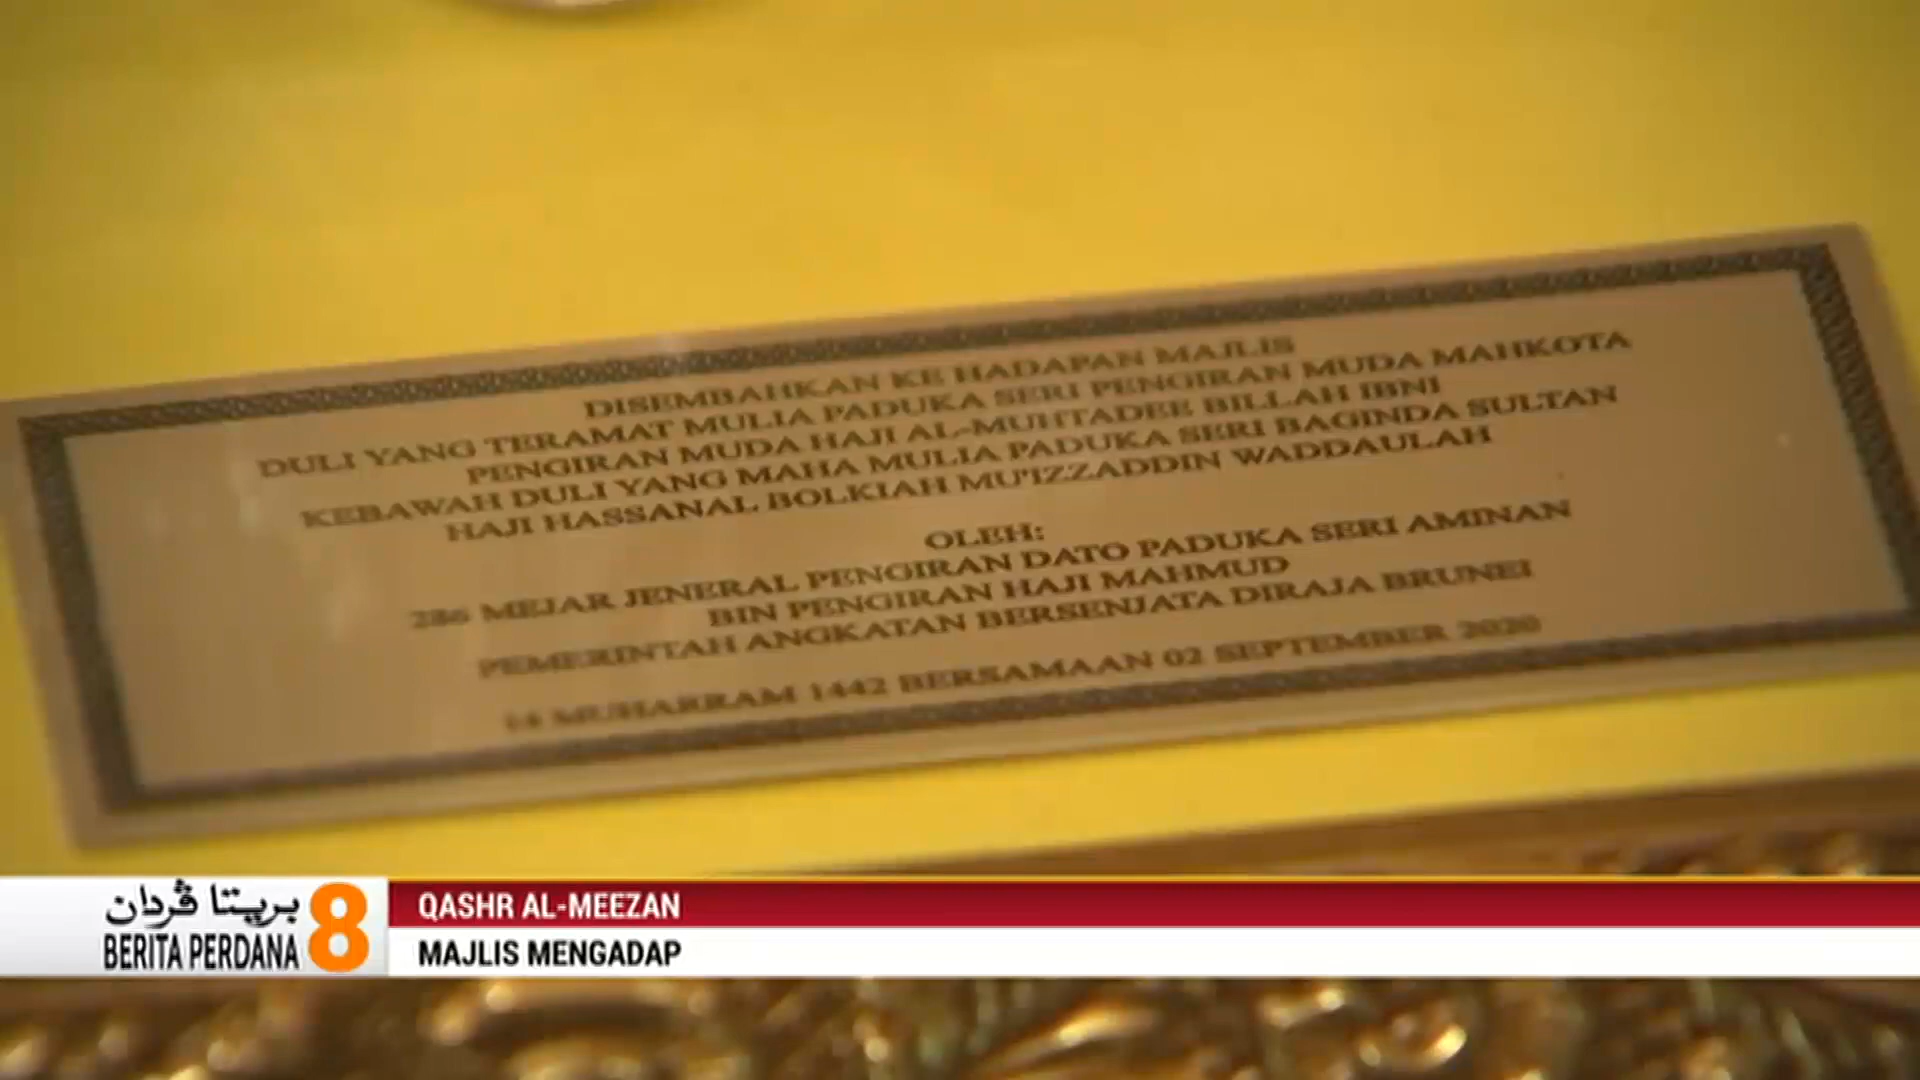 DISEMBAHKAN KE HADAPAN MAJLIS
DULI YANG TERAMAT MULIA PADUKA SERI PENGIRAN MUDA MAHKOTA
PENGIRAN MUDA HAJI AL-MUHTADEE BILLAH IBNI
KEBAWAH DULI YANG MAHA MULIA PADUKA SERI BAGINDA SULTAN
HAJI HASSANAL BOLKIAH MU'IZZADDIN WADDAULAH
OLEH:
286 MEJAR JENERAL PENGIRAN DATO PADUKA SERI AMINAN
BIN PENGIRAN HAJI MAHMUD
PEMERINTAH ANGKATAN BERSENJATA DIRAJA BRUNEI
14 MUHARRAM 1442 BERSAMAAN 02 SEPTEMBER 2020
بريتا ڤردان
BERITA PERDANA 8
QASHR AL-MEEZAN
MAJLIS MENGADAP